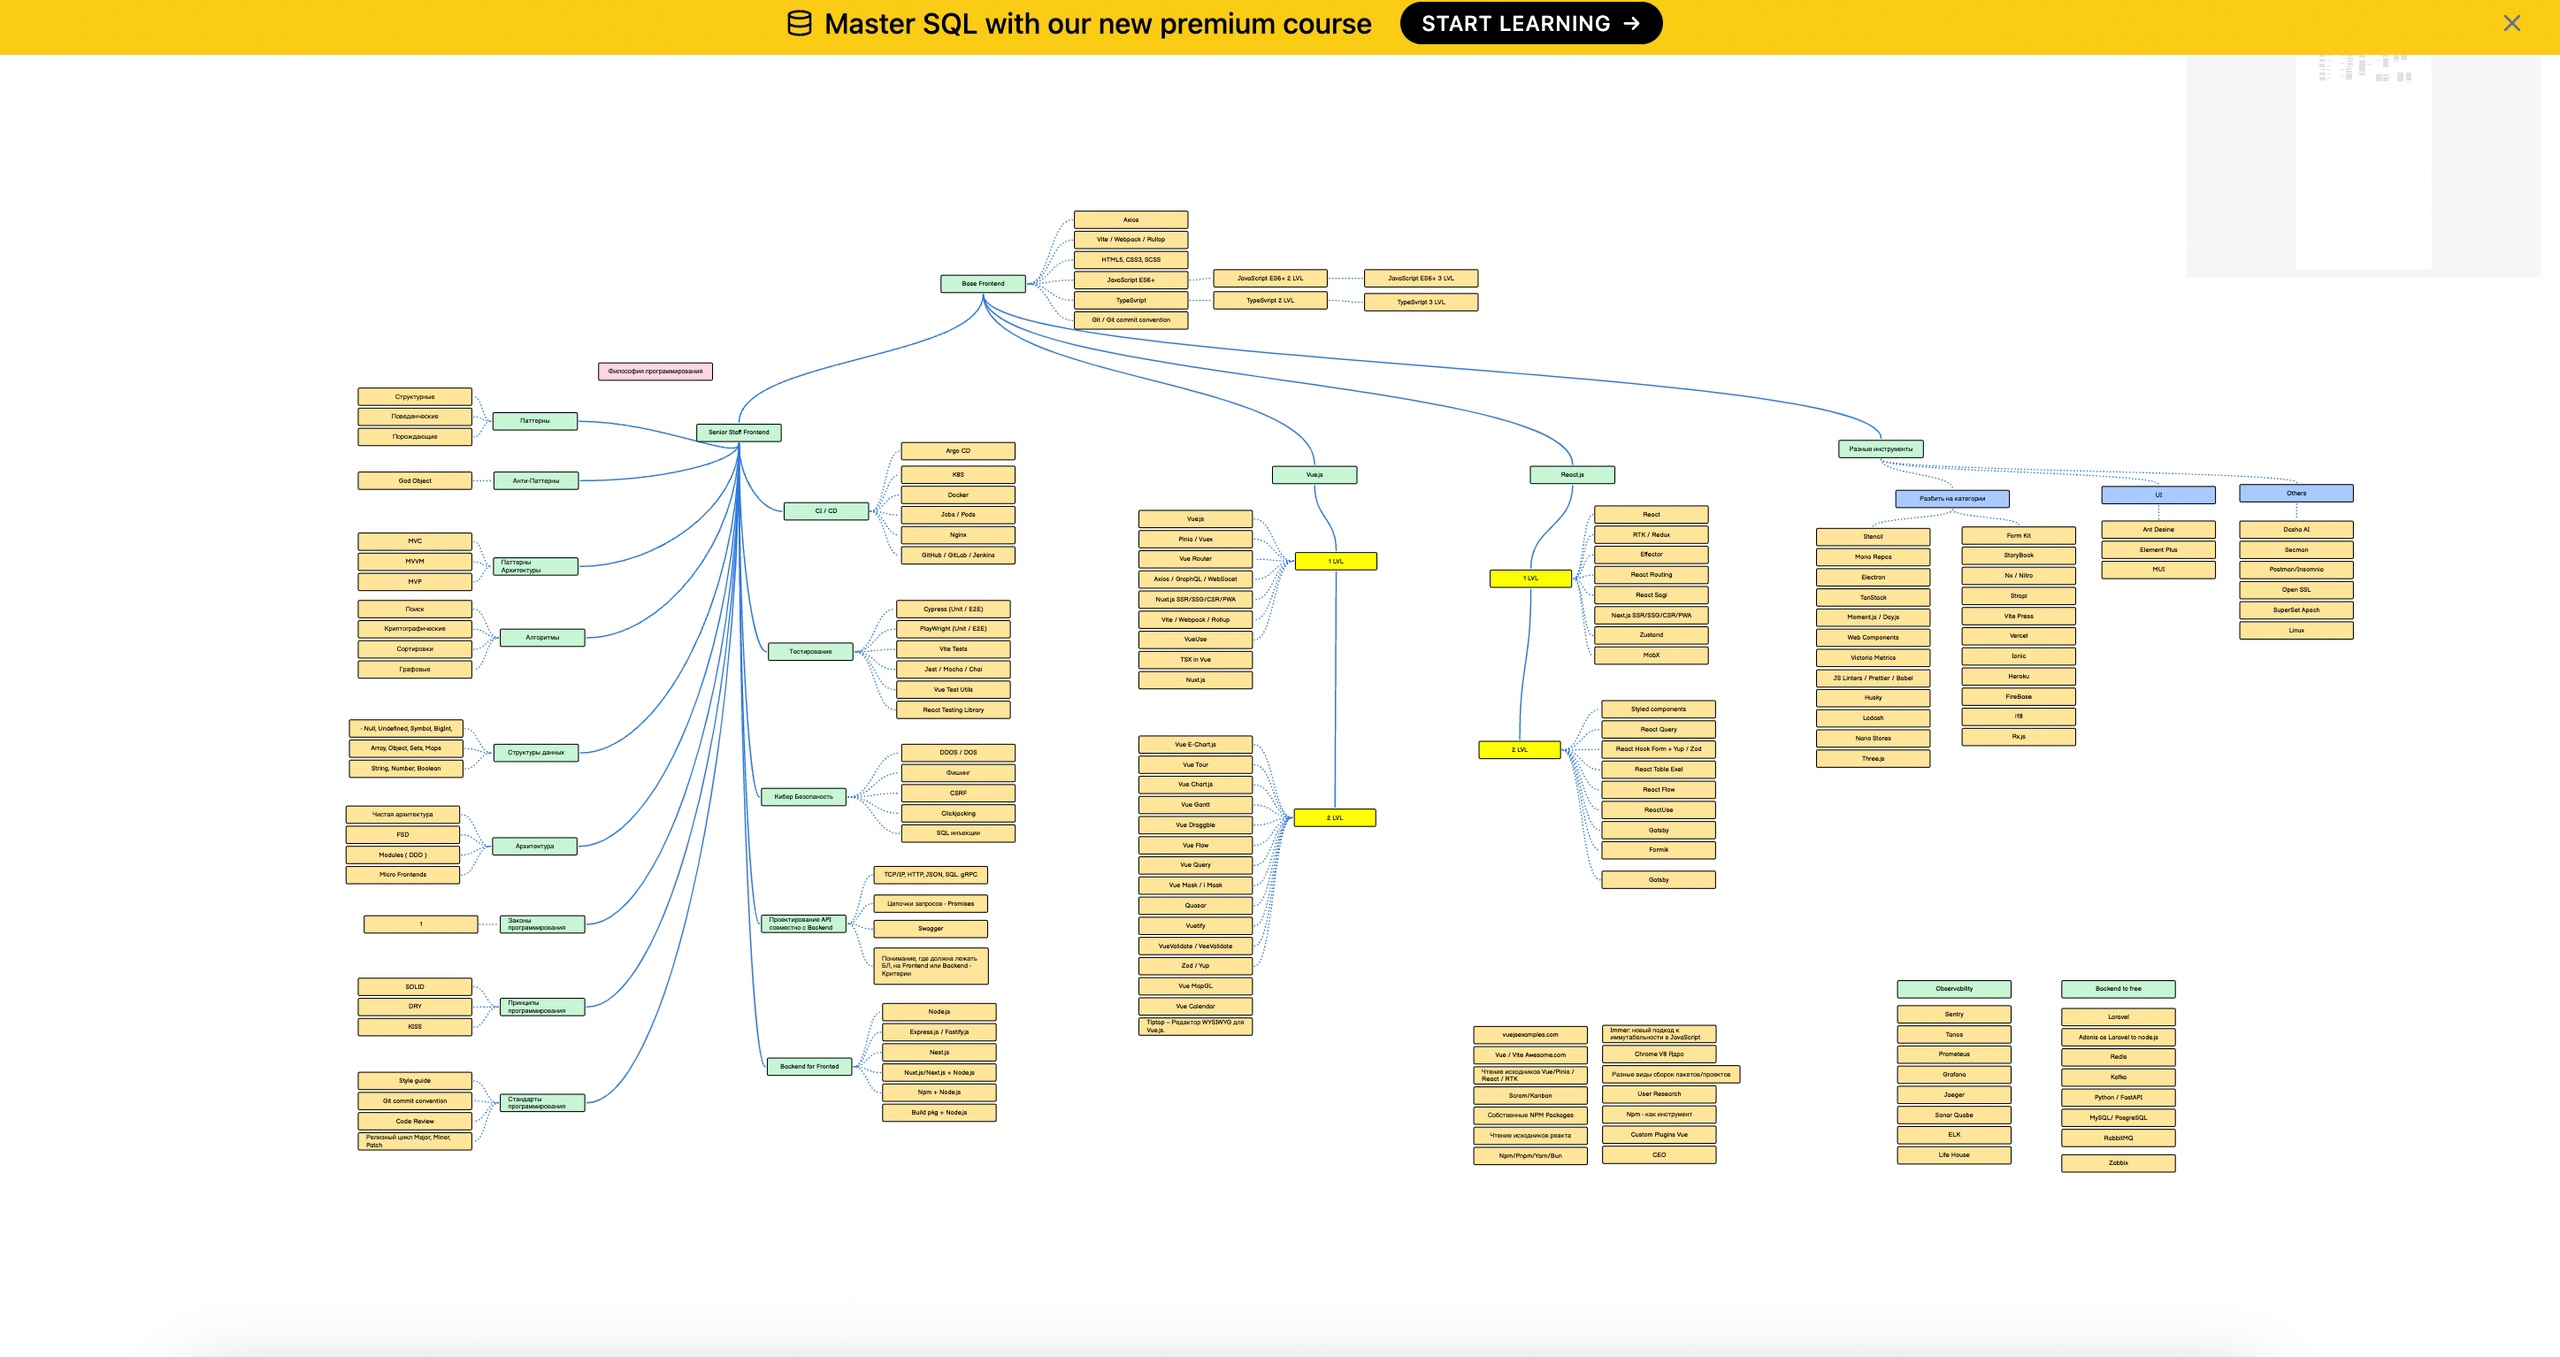 Master SQL with our new premium course
START LEARNING →
Axios
Vite / Webpack / Rullop
HTML5, CSS3, SCSS
Base Frontend
JavaScript ES6+
JavaScript ES6+ 2 LVL
JavaScript ES6+ 3 LVL
TypeSvript
TypeSvript 2 LVL
TypeSvript 3 LVL
Git / Git commit convention
Философия программирования
Senior Staff Frontend
Структурные
Поведенческие
Порождающие
Паттерны
God Object
Анти-Паттерны
MVC
MVVM
MVP
Паттерны
Архитектуры
Поиск
Криптографические
Сортировки
Графовые
Алгоритмы
- Null, Undefined, Symbol, BigInt,
Array, Object, Sets, Maps
String, Number, Boolean
Структуры данных
Чистая архитектура
FSD
Modules ( DDD )
Micro Frontends
Архитектура
1
Законы
программирования
SOLID
DRY
KISS
Принципы
программирования
Style guide
Git commit convention
Code Review
Релизный цикл Major, Minor,
Patch
Стандарты
программирования
CI / CD
Argo CD
K8S
Docker
Jobs / Pods
Nginx
GitHub / GitLab / Jenkins
Тестирование
Cypress (Unit / E2E)
PlayWright (Unit / E2E)
Vite Tests
Jest / Mocha / Chai
Vue Test Utils
React Testing Library
Кибер Безопаность
DDOS / DOS
Фишинг
CSRF
Clickjacking
SQL инъекции
Проектирование API
совместно с Backend
TCP/IP, HTTP, JSON, SQL. gRPC
Цепочки запросов - Promises
Swagger
Понимание, где должна лежать
БЛ, на Frontend или Backend -
Критерии
Backend for Fronted
Node.js
Express.js / Fastify.js
Nest.js
Nuxt.js/Next.js + Node.js
Npm + Node.js
Build pkg + Node.js
Vue.js
1 LVL
Vue.js
Pinia / Vuex
Vue Router
Axios / GraphQL / WebSocet
Nuxt.js SSR/SSG/CSR/PWA
Vite / Webpack / Rollup
VueUse
TSX in Vue
Nuxt.js
2 LVL
Vue E-Chart.js
Vue Tour
Vue Chart.js
Vue Gantt
Vue Draggble
Vue Flow
Vue Query
Vue Mask / i Mask
Quasar
Vuetify
VueValidate / VeeValidate
Zod / Yup
Vue MapGL
Vue Calendar
Tiptap – Редактор WYSIWYG для
Vue.js.
React.js
1 LVL
React
RTK / Redux
Effector
React Routing
React Sagi
Next.js SSR/SSG/CSR/PWA
Zustand
MobX
2 LVL
Styled components
React Query
React Hook Form + Yup / Zod
React Table Exel
React Flow
ReactUse
Gatsby
Formik
Gatsby
Разные инструменты
Разбить на категории
UI
Others
Stencil
Mono Repos
Electron
TanStack
Moment.js / Day.js
Web Components
Victoria Metrics
JS Linters / Prettier / Babel
Husky
Lodash
Nano Stores
Three.js
Form Kit
StoryBook
Nx / Nitro
Strapi
Vite Press
Vercel
Ionic
Heroku
FireBase
i18
Rx.js
Ant Desine
Element Plus
MUI
Dasha AI
Secman
Postman/Insomnia
Open SSL
SuperSet Apach
Linux
vuejsexamples.com
Vue / Vite Awesome.com
Чтение исходников Vue/Pinia /
React / RTK
Scram/Kanban
Собственные NPM Packages
Чтение исходников реакта
Npm/Pnpm/Yarn/Bun
Immer: новый подход к
иммутабельности в JavaScript
Chrome V8 Ядро
Разные виды сборок пакетов/проектов
User Research
Npm - как инструмент
Custom Plugins Vue
CEO
Observability
Sentry
Tanos
Prometeus
Grafana
Jaeger
Sonar Quabe
ELK
Life House
Backend to free
Laravel
Adonis as Laravel to node.js
Redis
Kafka
Python / FastAPI
MySQL/ PosgreSQL
RabbitMQ
Zabbix